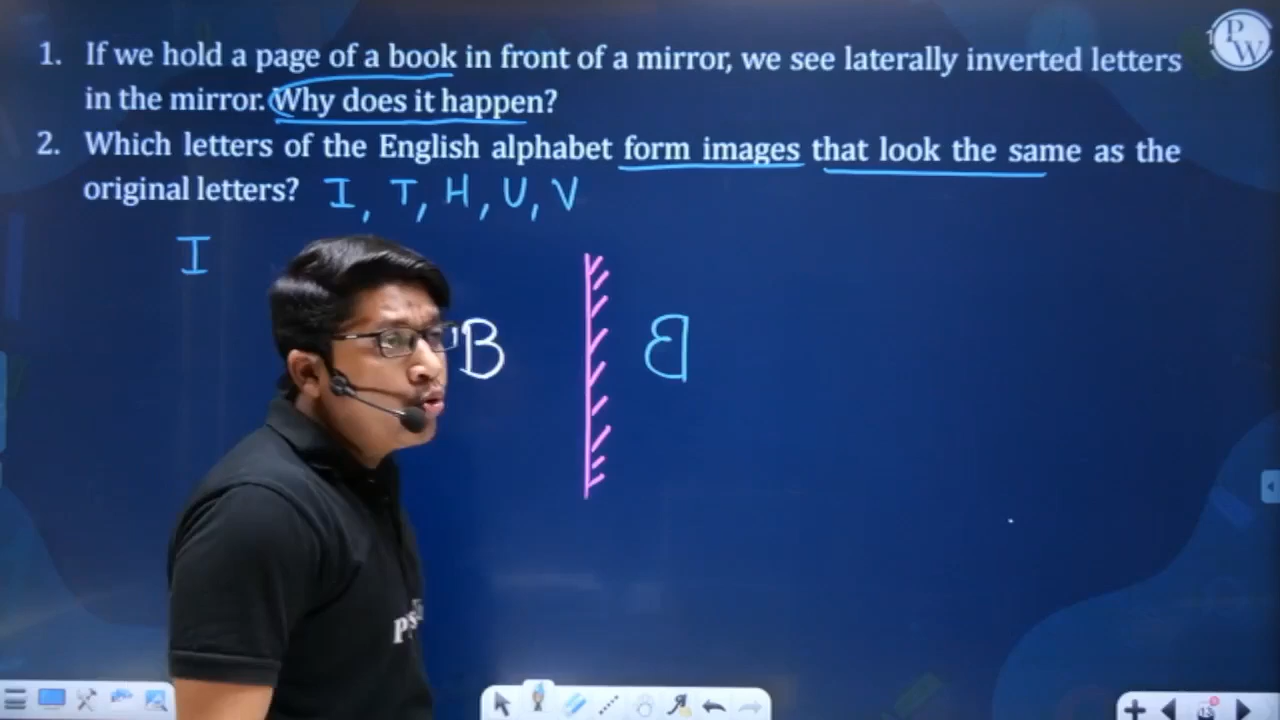 1. If we hold a page of a book in front of a mirror, we see laterally inverted letters
in the mirror. Why does it happen?
2. Which letters of the English alphabet form images that look the same as the
original letters? I, T, H, U, V
I
B
B
PW